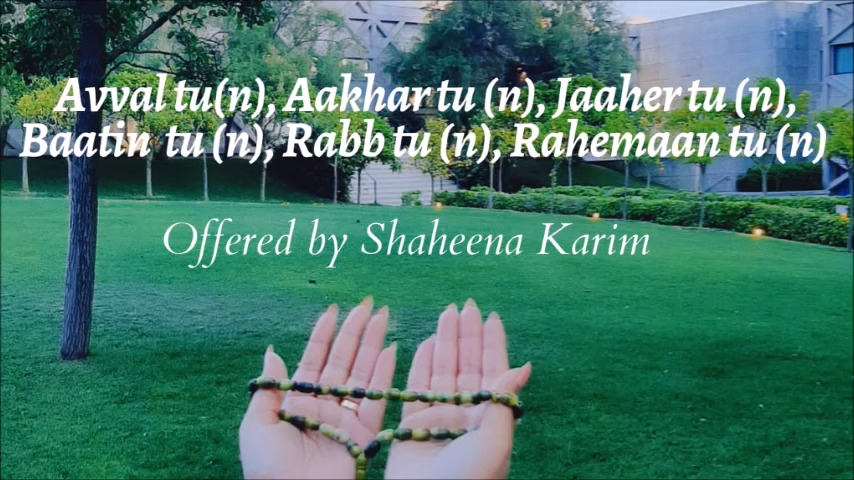 Avval tu(n), Aakhar tu (n), Jaaher tu (n),
Baatin tu (n), Rabb tu (n), Rahemaan tu (n)
Offered by Shaheena Karim